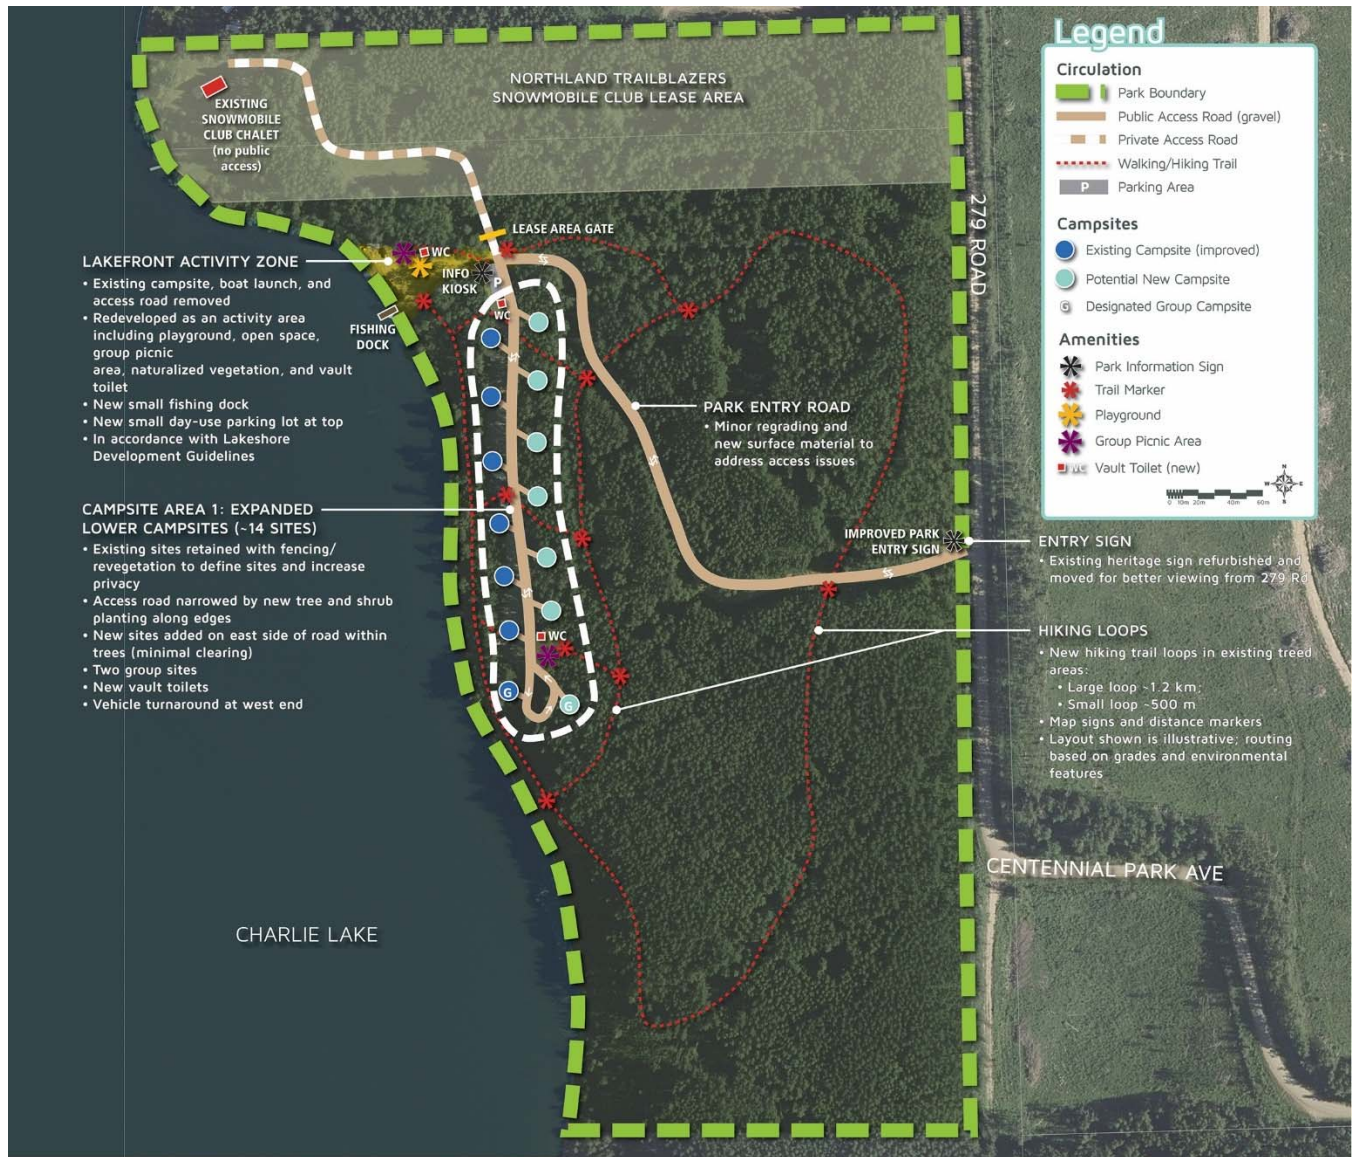 NORTHLAND TRAILBLAZERS
SNOWMOBILE CLUB LEASE AREA
EXISTING
SNOWMOBILE
CLUB CHALET
(no public
access)
LEASE AREA GATE
WC
INFO
KIOSK
P
WC
FISHING
DOCK
LAKEFRONT ACTIVITY ZONE
• Existing campsite, boat launch, and
access road removed
• Redeveloped as an activity area
including playground, open space,
group picnic
area, naturalized vegetation, and vault
toilet
• New small fishing dock
• New small day-use parking lot at top
• In accordance with Lakeshore
Development Guidelines
CAMPSITE AREA 1: EXPANDED
LOWER CAMPSITES (~14 SITES)
• Existing sites retained with fencing/
revegetation to define sites and increase
privacy
• Access road narrowed by new tree and shrub
planting along edges
• New sites added on east side of road within
trees (minimal clearing)
• Two group sites
• New vault toilets
• Vehicle turnaround at west end
WC
G
G
PARK ENTRY ROAD
• Minor regrading and
new surface material to
address access issues
IMPROVED PARK
ENTRY SIGN
279 ROAD
ENTRY SIGN
• Existing heritage sign refurbished and
moved for better viewing from 279 Rd
HIKING LOOPS
• New hiking trail loops in existing treed
areas:
• Large loop ~1.2 km;
• Small loop ~500 m
• Map signs and distance markers
• Layout shown is illustrative; routing
based on grades and environmental
features
CENTENNIAL PARK AVE
CHARLIE LAKE
Legend
Circulation
Park Boundary
Public Access Road (gravel)
Private Access Road
Walking/Hiking Trail
P Parking Area
Campsites
Existing Campsite (improved)
Potential New Campsite
G Designated Group Campsite
Amenities
Park Information Sign
Trail Marker
Playground
Group Picnic Area
WC Vault Toilet (new)
N
W E
S
0 10m 20m 40m 60m